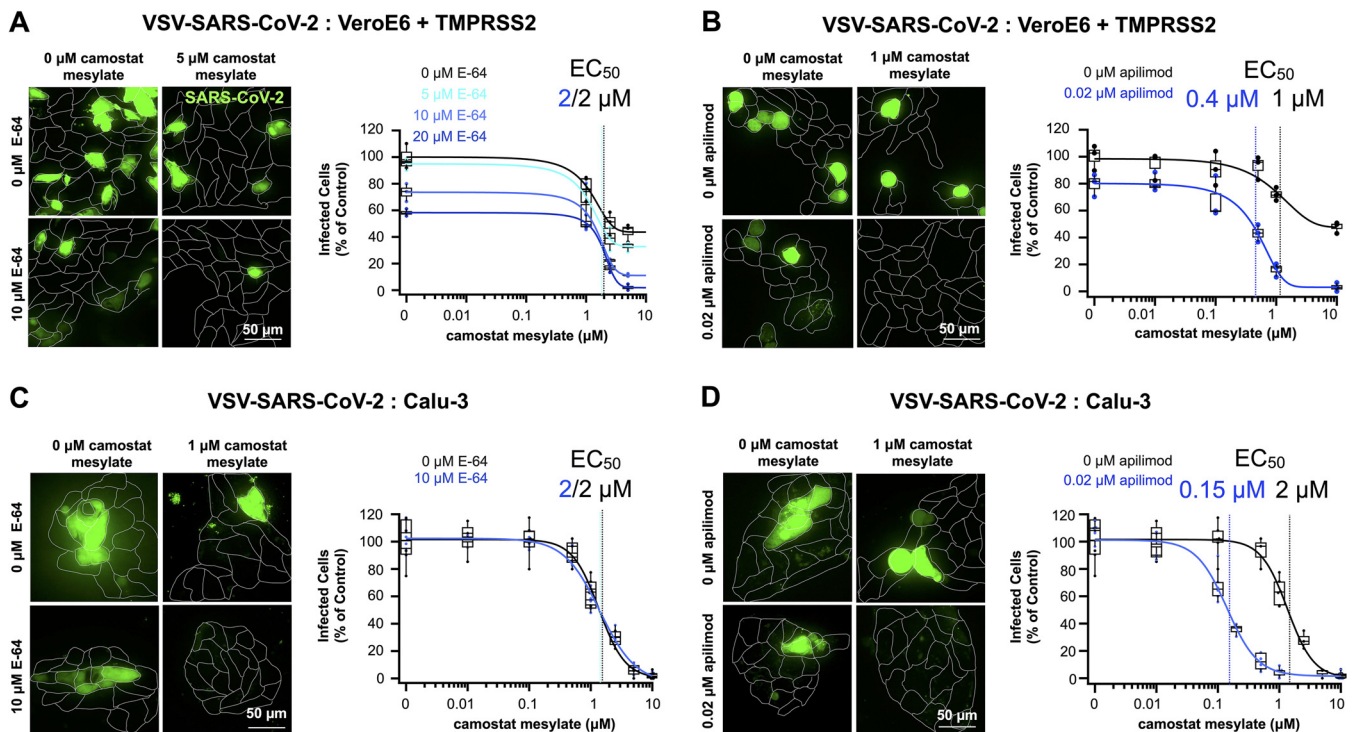 A
VSV-SARS-CoV-2 : VeroE6 + TMPRSS2
0 µM camostat
mesylate
5 µM camostat
mesylate
SARS-CoV-2
0 µM E-64
10 µM E-64
50 µm
0 µM E-64
5 µM E-64
10 µM E-64
20 µM E-64
EC50
2/2 µM
Infected Cells
(% of Control)
120
100
80
60
40
20
0
0
0.1
1
10
camostat mesylate (µM)
B
VSV-SARS-CoV-2 : VeroE6 + TMPRSS2
0 µM camostat
mesylate
1 µM camostat
mesylate
0 µM apilimod
0.02 µM apilimod
50 µm
0 µM apilimod
0.02 µM apilimod
EC50
0.4 µM 1 µM
Infected Cells
(% of Control)
120
100
80
60
40
20
0
0
0.01
0.1
1
10
camostat mesylate (µM)
C
VSV-SARS-CoV-2 : Calu-3
0 µM camostat
mesylate
1 µM camostat
mesylate
0 µM E-64
10 µM E-64
50 µm
0 µM E-64
10 µM E-64
EC50
2/2 µM
Infected Cells
(% of Control)
120
100
80
60
40
20
0
0
0.01
0.1
1
10
camostat mesylate (µM)
D
VSV-SARS-CoV-2 : Calu-3
0 µM camostat
mesylate
1 µM camostat
mesylate
0 µM apilimod
0.02 µM apilimod
50 µm
0 µM apilimod
0.02 µM apilimod
EC50
0.15 µM 2 µM
Infected Cells
(% of Control)
120
100
80
60
40
20
0
0
0.01
0.1
1
10
camostat mesylate (µM)